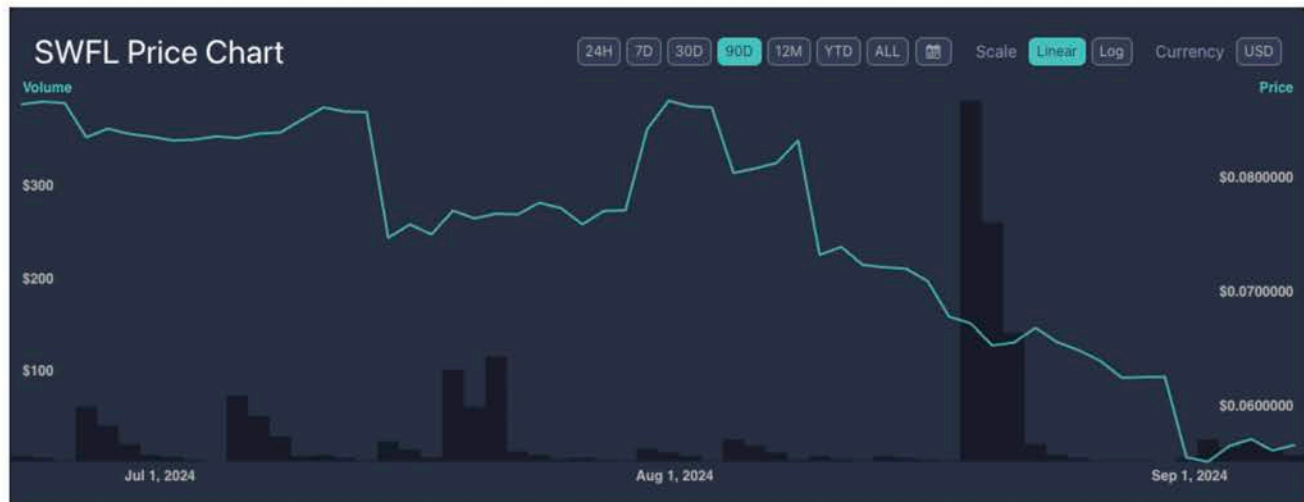 SWFL Price Chart
24H 7D 30D 90D 12M YTD ALL Scale Linear Log Currency USD
Volume Price
$300 $0.0800000
$200 $0.0700000
$100 $0.0600000
Jul 1, 2024 Aug 1, 2024 Sep 1, 2024